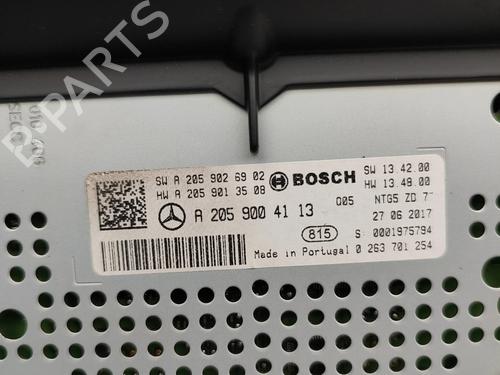 SW A 205 902 69 02
HW A 205 901 35 08
BOSCH
SW 13.42.00
HW 13.48.00
A 205 900 41 13
Q05
NTG5 ZD 7"
27 06 2017
815
S 0001975794
Made in Portugal 0 263 701 254
B-PARTS